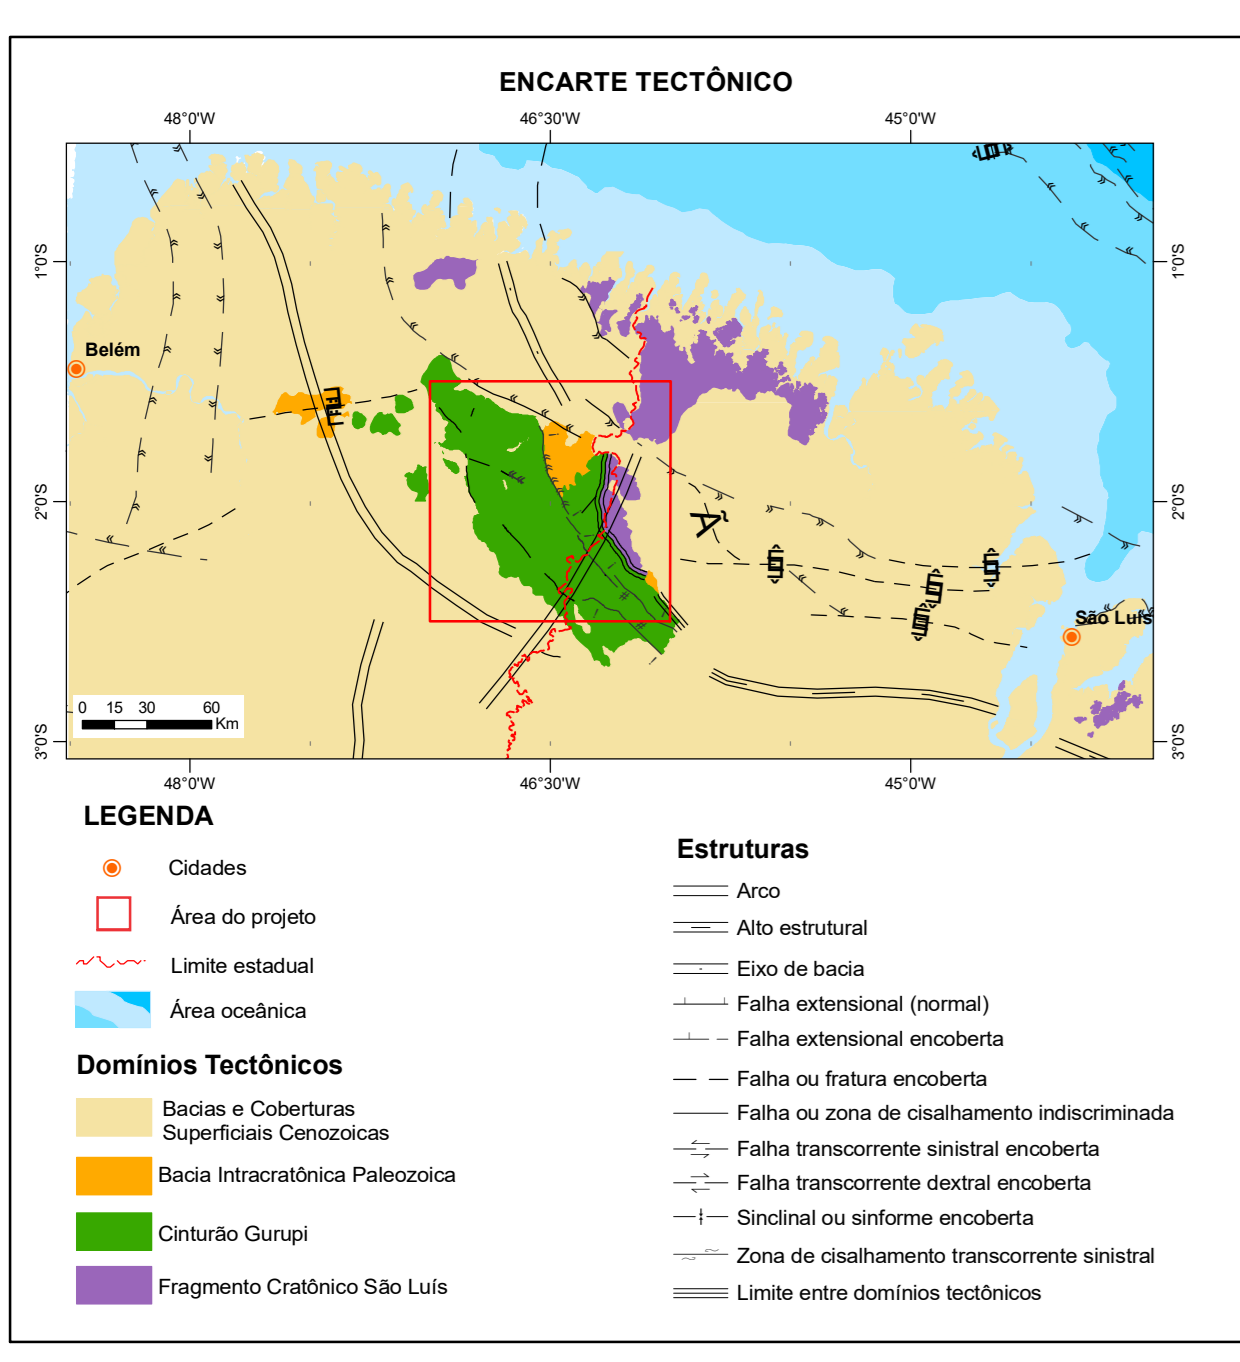 ENCARTE TECTÔNICO
48°0'W 46°30'W 45°0'W
1°0'S 1°0'S
Belém
2°0'S 2°0'S
Ã
São Luís
0 15 30 60
Km
3°0'S 3°0'S
48°0'W 46°30'W 45°0'W
LEGENDA
Cidades
Área do projeto
Limite estadual
Área oceânica
Domínios Tectônicos
Bacias e Coberturas
Superficiais Cenozoicas
Bacia Intracratônica Paleozoica
Cinturão Gurupi
Fragmento Cratônico São Luís
Estruturas
Arco
Alto estrutural
Eixo de bacia
Falha extensional (normal)
Falha extensional encoberta
Falha ou fratura encoberta
Falha ou zona de cisalhamento indiscriminada
Falha transcorrente sinistral encoberta
Falha transcorrente dextral encoberta
Sinclinal ou sinforme encoberta
Zona de cisalhamento transcorrente sinistral
Limite entre domínios tectônicos